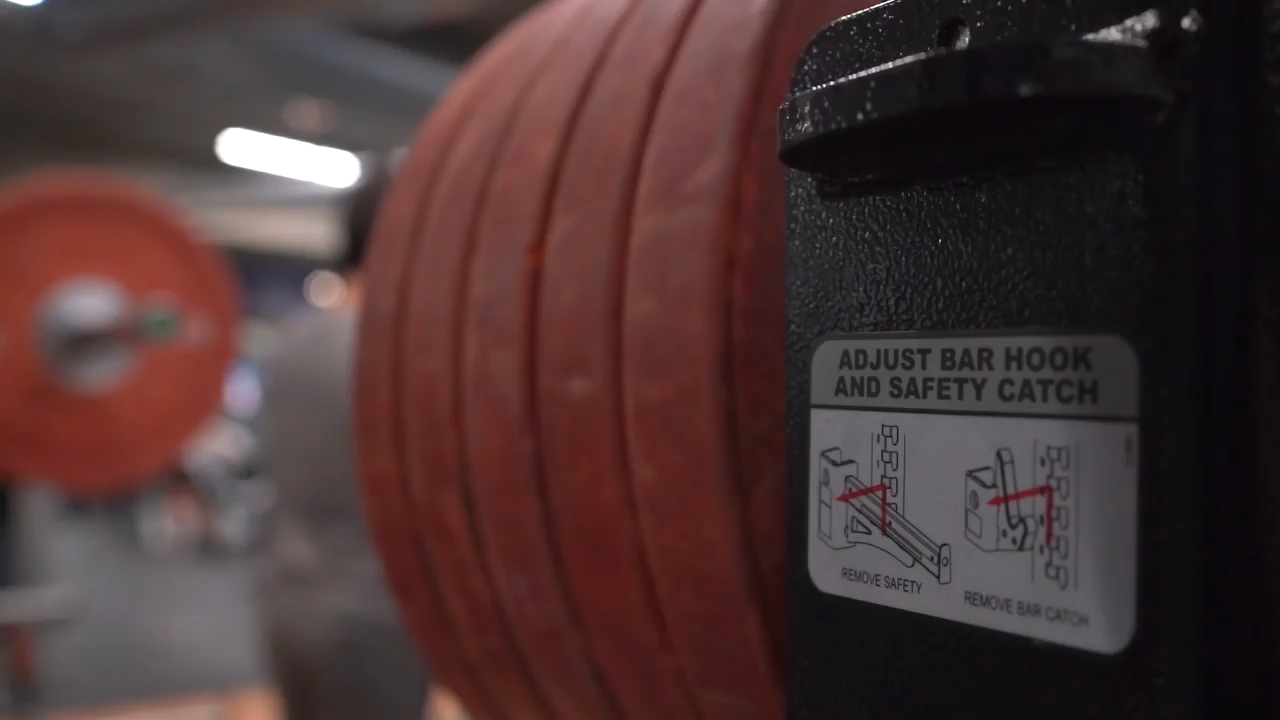 ADJUST BAR HOOK
AND SAFETY CATCH
REMOVE SAFETY
REMOVE BAR CATCH